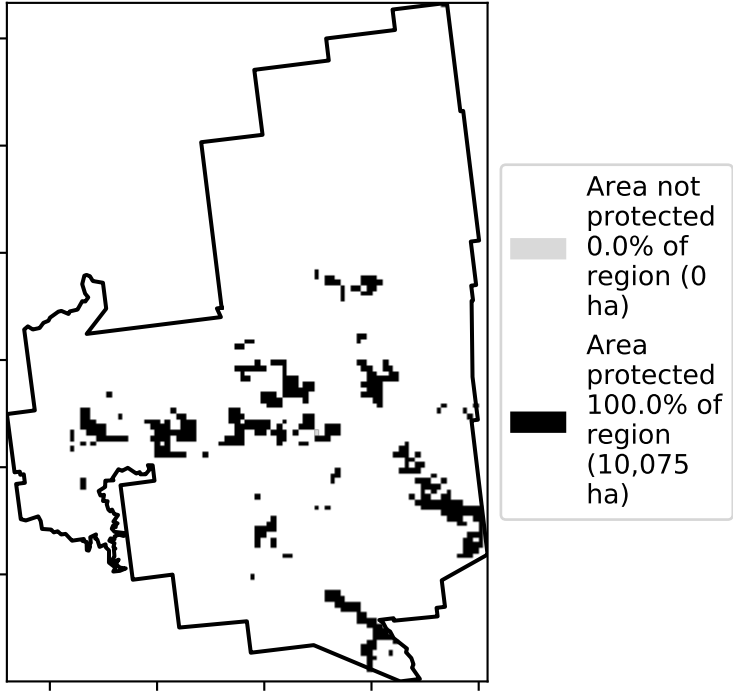 Area not
protected
0.0% of
region (0
ha)
Area
protected
100.0% of
region
(10,075
ha)